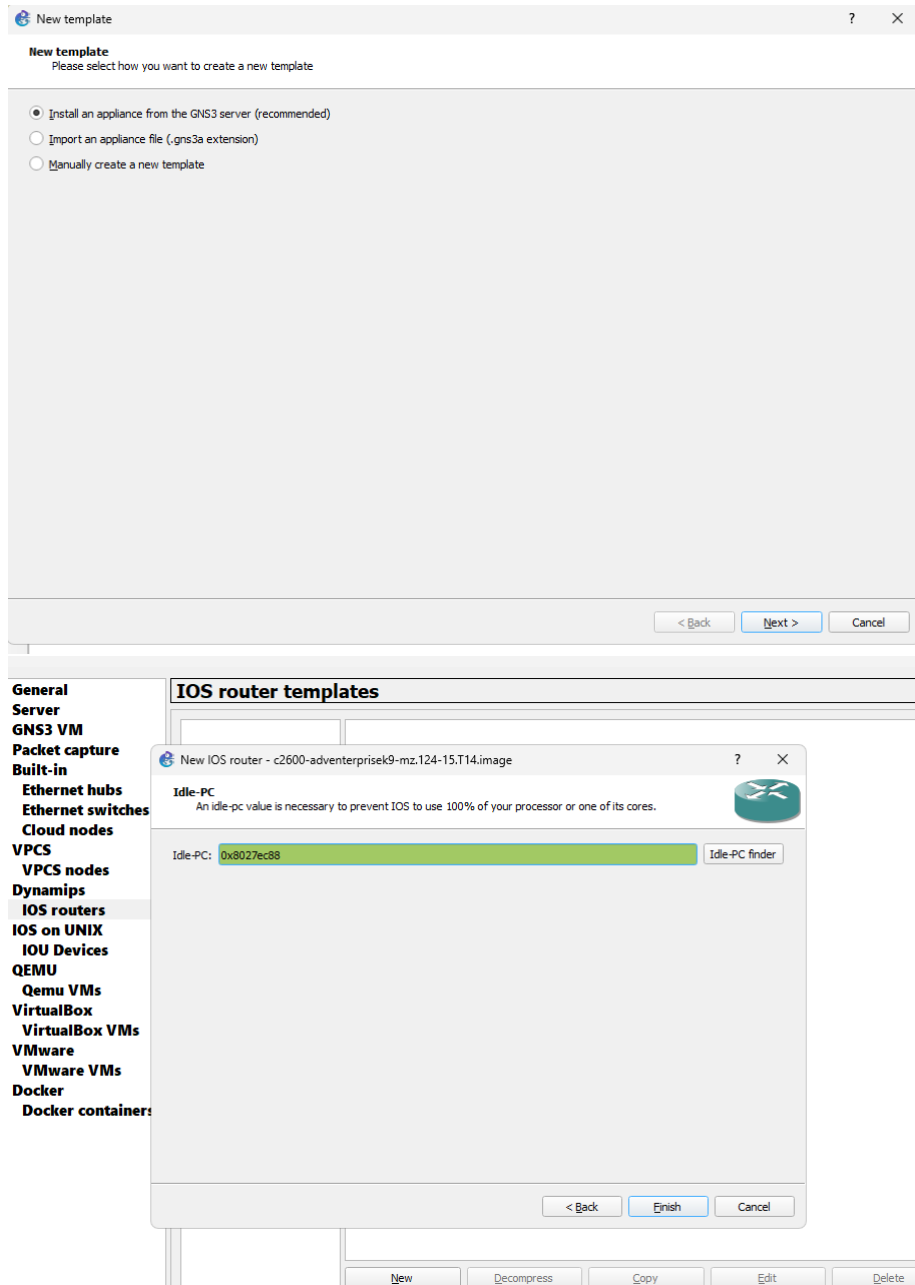 New template
? X
New template
Please select how you want to create a new template
Install an appliance from the GNS3 server (recommended)
Import an appliance file (.gns3a extension)
Manually create a new template
< Back Next > Cancel
General
Server
GNS3 VM
Packet capture
Built-in
Ethernet hubs
Ethernet switches
Cloud nodes
VPCS
VPCS nodes
Dynamips
IOS routers
IOS on UNIX
IOU Devices
QEMU
Qemu VMs
VirtualBox
VirtualBox VMs
VMware
VMware VMs
Docker
Docker containers
IOS router templates
New IOS router - c2600-adventerprisek9-mz.124-15.T14.image
? X
Idle-PC
An idle-pc value is necessary to prevent IOS to use 100% of your processor or one of its cores.
Idle-PC: 0x8027ec88 Idle-PC finder
< Back Finish Cancel
New Decompress Copy Edit Delete